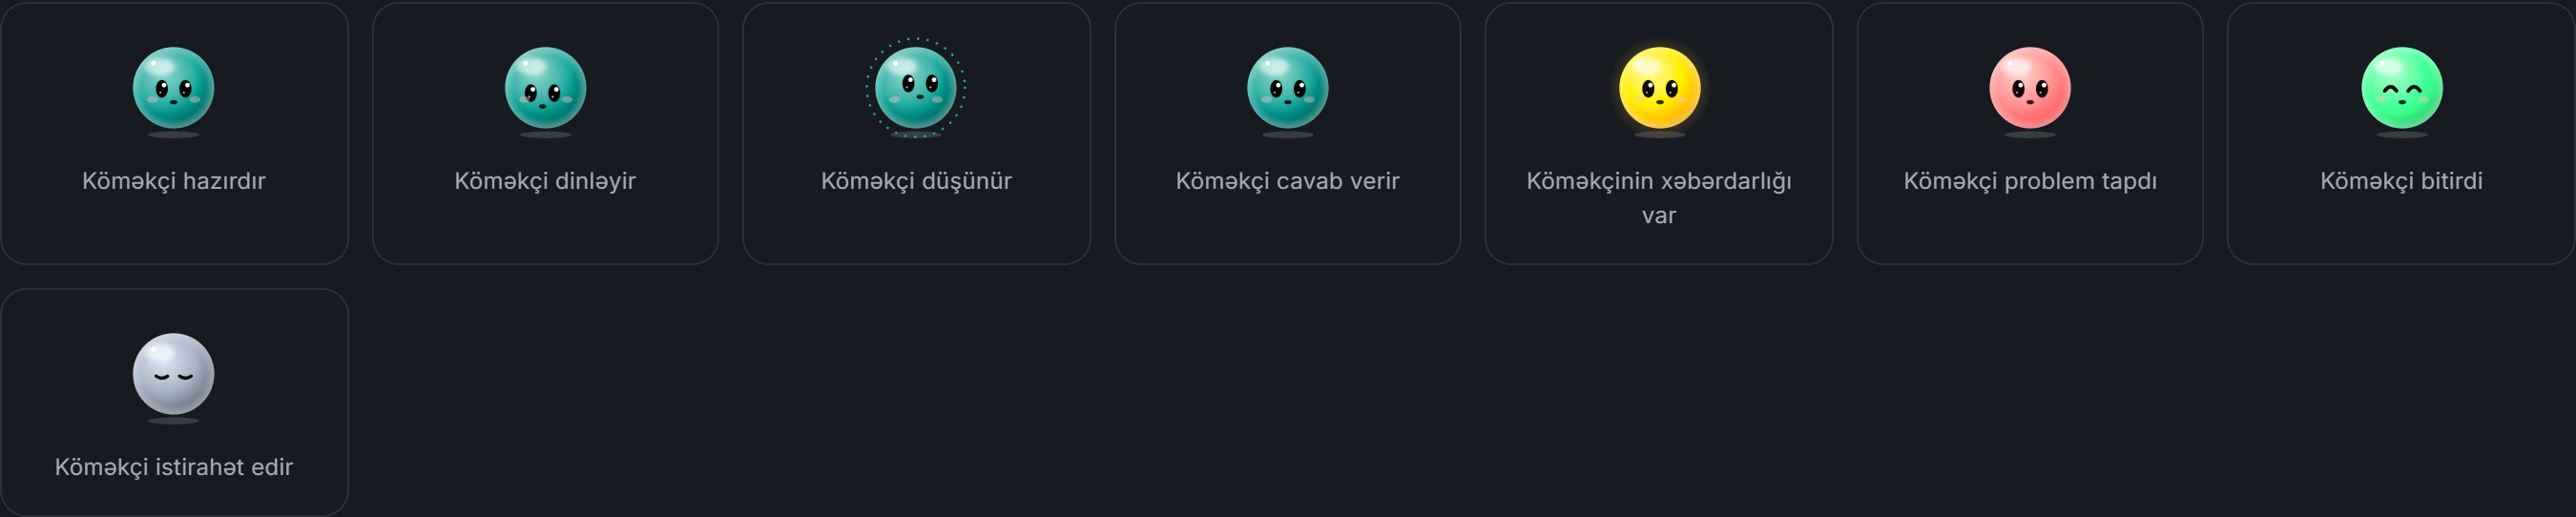 Köməkçi hazırdır
Köməkçi dinləyir
Köməkçi düşünür
Köməkçi cavab verir
Köməkçinin xəbərdarlığı
var
Köməkçi problem tapdı
Köməkçi bitirdi
Köməkçi istirahət edir